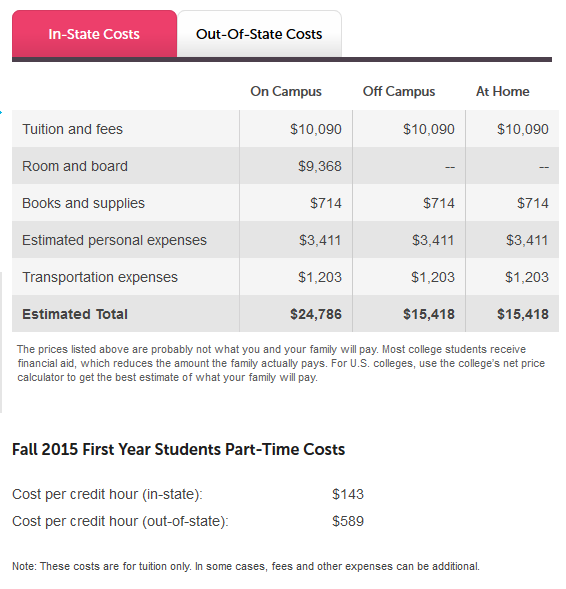 In-State Costs Out-Of-State Costs
On Campus Off Campus At Home
Tuition and fees $10,090 $10,090 $10,090
Room and board $9,368 -- --
Books and supplies $714 $714 $714
Estimated personal expenses $3,411 $3,411 $3,411
Transportation expenses $1,203 $1,203 $1,203
Estimated Total $24,786 $15,418 $15,418
The prices listed above are probably not what you and your family will pay. Most college students receive
financial aid, which reduces the amount the family actually pays. For U.S. colleges, use the college's net price
calculator to get the best estimate of what your family will pay.
Fall 2015 First Year Students Part-Time Costs
Cost per credit hour (in-state): $143
Cost per credit hour (out-of-state): $589
Note: These costs are for tuition only. In some cases, fees and other expenses can be additional.